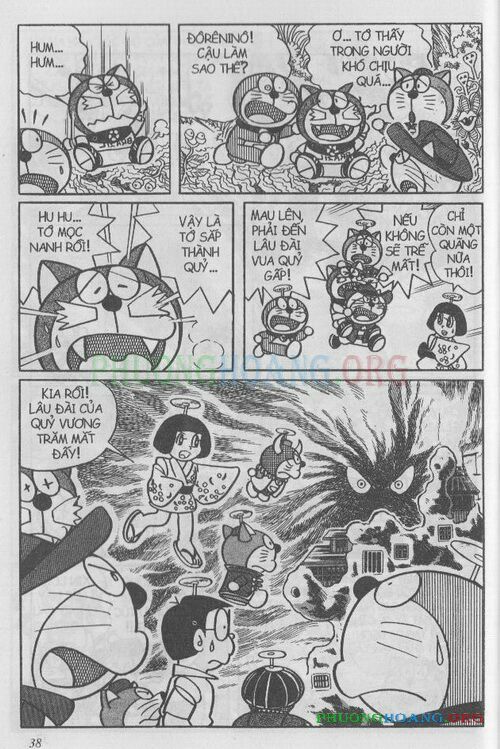 HUM...
HƯM...
ĐÔRÊNINÔ!
CẬU LÀM
SAO THẾ?
Ơ... TỚ THẤY
TRONG NGƯỜI
KHÓ CHỊU
QUÁ...
HU HU...
TỚ MỌC
NANH RỒI!
VẬY LÀ
TỚ SẮP
THÀNH
QUỶ...
MAU LÊN,
PHẢI ĐẾN
LÂU ĐÀI
VUA QUỶ
GẤP!
NẾU
KHÔNG
SẼ TRỄ
MẤT!
CHỈ
CÒN MỘT
QUÃNG
NỮA
THÔI!
PHUONGHOANG.ORG
KIA RỒI!
LÂU ĐÀI CỦA
QUỶ VƯƠNG
TRĂM MẮT
ĐẤY!
PHUONGHOANG.ORG
38